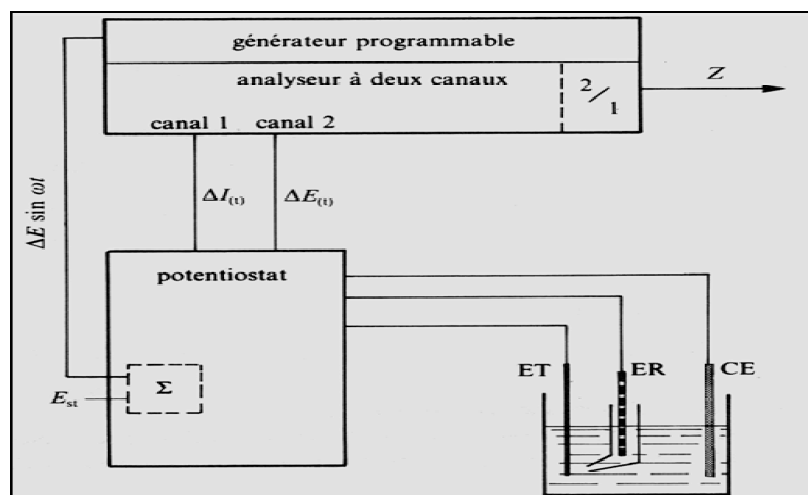 générateur programmable
analyseur à deux canaux
2/1
Z
canal 1 canal 2
ΔE sin ωt
ΔI(t) ΔE(t)
potentiostat
ET ER CE
Σ
Est